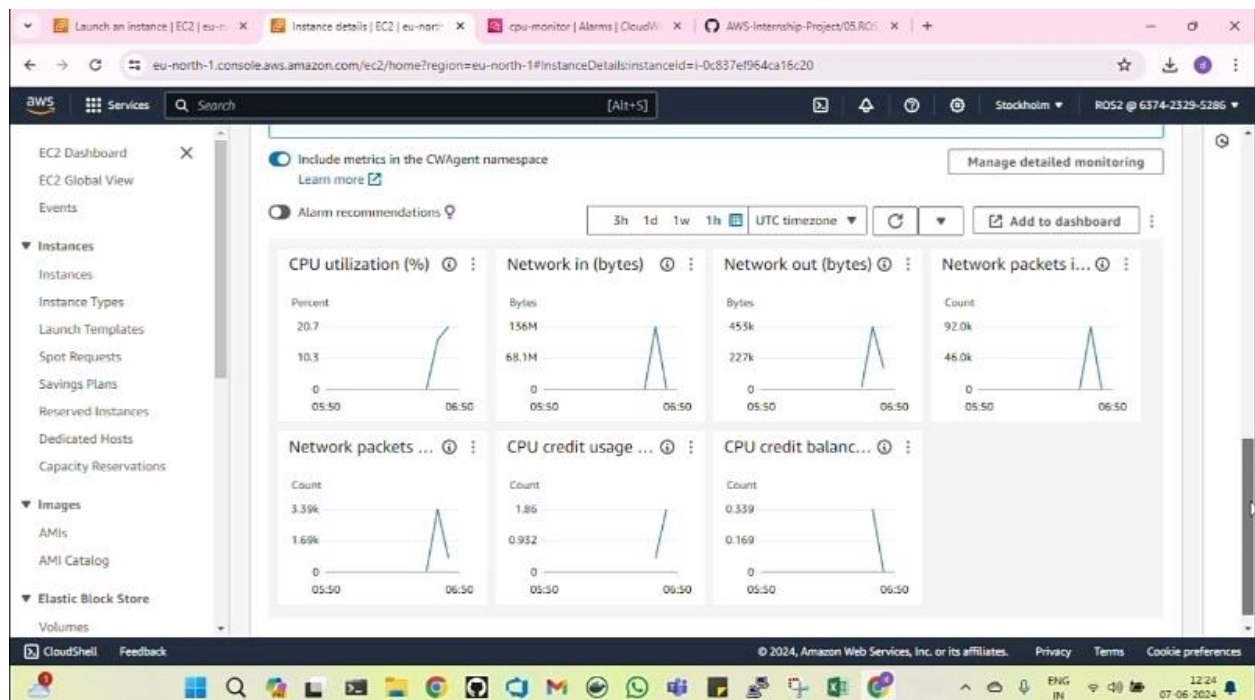 Launch an instance | EC2 | eu-n
Instance details | EC2 | eu-nort
cpu-monitor | Alarms | CloudW
AWS-Internship-Project/05.ROS
eu-north-1.console.aws.amazon.com/ec2/home?region=eu-north-1#InstanceDetails:instanceId=i-0c837ef964ca16c20
aws
Services
Search
[Alt+S]
Stockholm
ROS2 @ 6374-2329-5286
EC2 Dashboard
EC2 Global View
Events
Instances
Instances
Instance Types
Launch Templates
Spot Requests
Savings Plans
Reserved Instances
Dedicated Hosts
Capacity Reservations
Images
AMIs
AMI Catalog
Elastic Block Store
Volumes
Include metrics in the CWAgent namespace
Learn more
Manage detailed monitoring
Alarm recommendations
3h 1d 1w 1h
UTC timezone
Add to dashboard
CPU utilization (%)
Percent
20.7
10.3
0
05:50 06:50
Network in (bytes)
Bytes
136M
68.1M
0
05:50 06:50
Network out (bytes)
Bytes
453k
227k
0
05:50 06:50
Network packets i...
Count
92.0k
46.0k
0
05:50 06:50
Network packets ...
Count
3.39k
1.69k
0
05:50 06:50
CPU credit usage ...
Count
1.86
0.932
0
05:50 06:50
CPU credit balanc...
Count
0.339
0.169
0
05:50 06:50
CloudShell
Feedback
© 2024, Amazon Web Services, Inc. or its affiliates.
Privacy
Terms
Cookie preferences
ENG
IN
12:24
07-06-2024